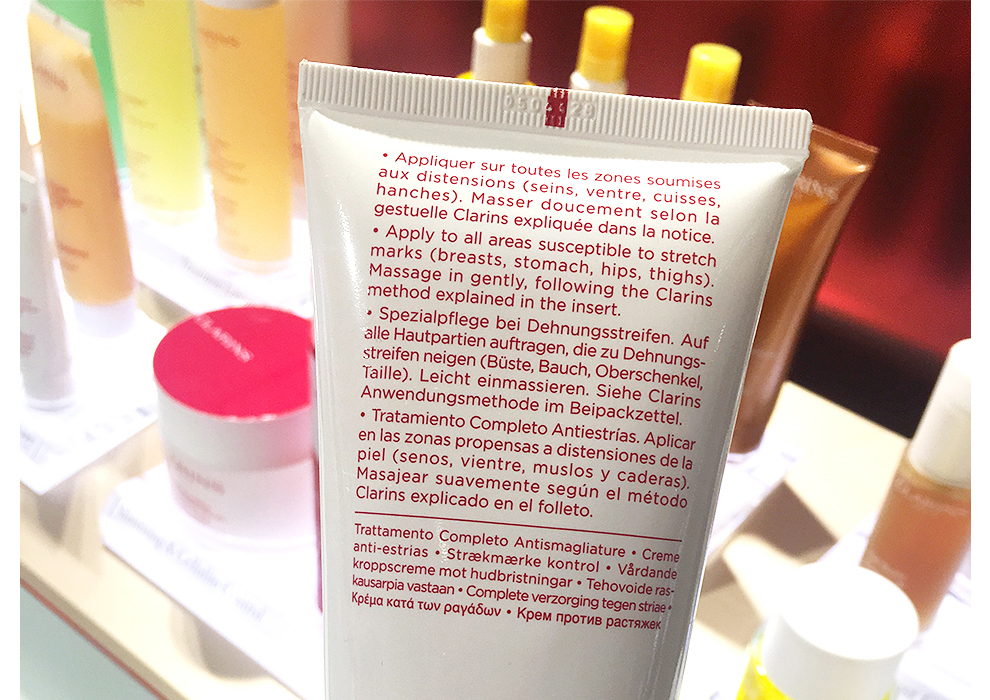 • Appliquer sur toutes les zones soumises
aux distensions (seins, ventre, cuisses,
hanches). Masser doucement selon la
gestuelle Clarins expliquée dans la notice.
• Apply to all areas susceptible to stretch
marks (breasts, stomach, hips, thighs).
Massage in gently, following the Clarins
method explained in the insert.
• Spezialpflege bei Dehnungsstreifen. Auf
alle Hautpartien auftragen, die zu Dehnungs-
streifen neigen (Büste, Bauch, Oberschenkel,
Taille). Leicht einmassieren. Siehe Clarins
Anwendungsmethode im Beipackzettel.
• Tratamiento Completo Antiestrías. Aplicar
en las zonas propensas a distensiones de la
piel (senos, vientre, muslos y caderas).
Masajear suavemente según el método
Clarins explicado en el folleto.
Trattamento Completo Antismagliature • Creme
anti-estrias • Strækmærke kontrol • Vårdande
kroppscreme mot hudbristningar • Tehovoide ras-
kausarpia vastaan • Complete verzorging tegen striae •
Κρέμα κατά των ραγάδων • Крем против растяжек
CLARINS